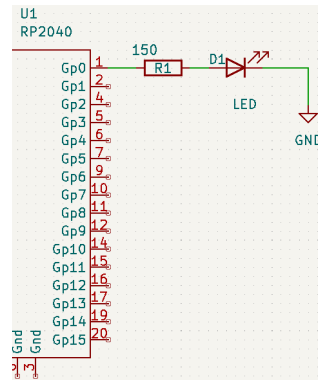 U1
RP2040
150
R1
D1
LED
GND
Gp0 1
Gp1 2
Gp2 4
Gp3 5
Gp4 6
Gp5 7
Gp6 9
Gp7 10
Gp8 11
Gp9 12
Gp10 14
Gp11 15
Gp12 16
Gp13 17
Gp14 19
Gp15 20
Gnd
Gnd 3